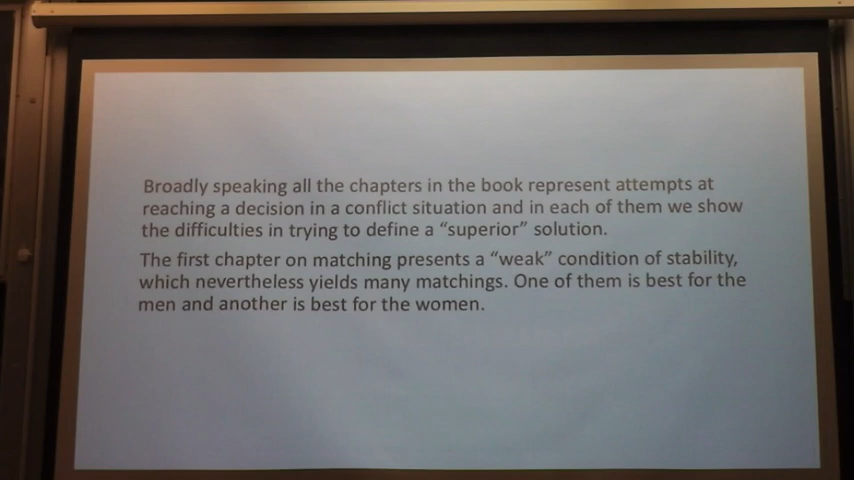 Broadly speaking all the chapters in the book represent attempts at
reaching a decision in a conflict situation and in each of them we show
the difficulties in trying to define a “superior” solution.
The first chapter on matching presents a “weak” condition of stability,
which nevertheless yields many matchings. One of them is best for the
men and another is best for the women.